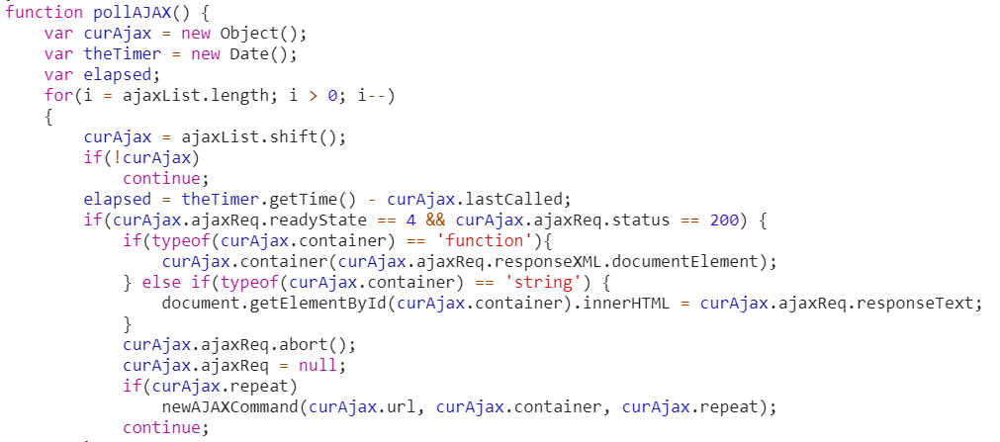 function pollAJAX() {
    var curAjax = new Object();
    var theTimer = new Date();
    var elapsed;
    for(i = ajaxList.length; i > 0; i--)
    {
        curAjax = ajaxList.shift();
        if(!curAjax)
            continue;
        elapsed = theTimer.getTime() - curAjax.lastCalled;
        if(curAjax.ajaxReq.readyState == 4 && curAjax.ajaxReq.status == 200) {
            if(typeof(curAjax.container) == 'function'){
                curAjax.container(curAjax.ajaxReq.responseXML.documentElement);
            } else if(typeof(curAjax.container) == 'string') {
                document.getElementById(curAjax.container).innerHTML = curAjax.ajaxReq.responseText;
            }
            curAjax.ajaxReq.abort();
            curAjax.ajaxReq = null;
            if(curAjax.repeat)
                newAJAXCommand(curAjax.url, curAjax.container, curAjax.repeat);
            continue;